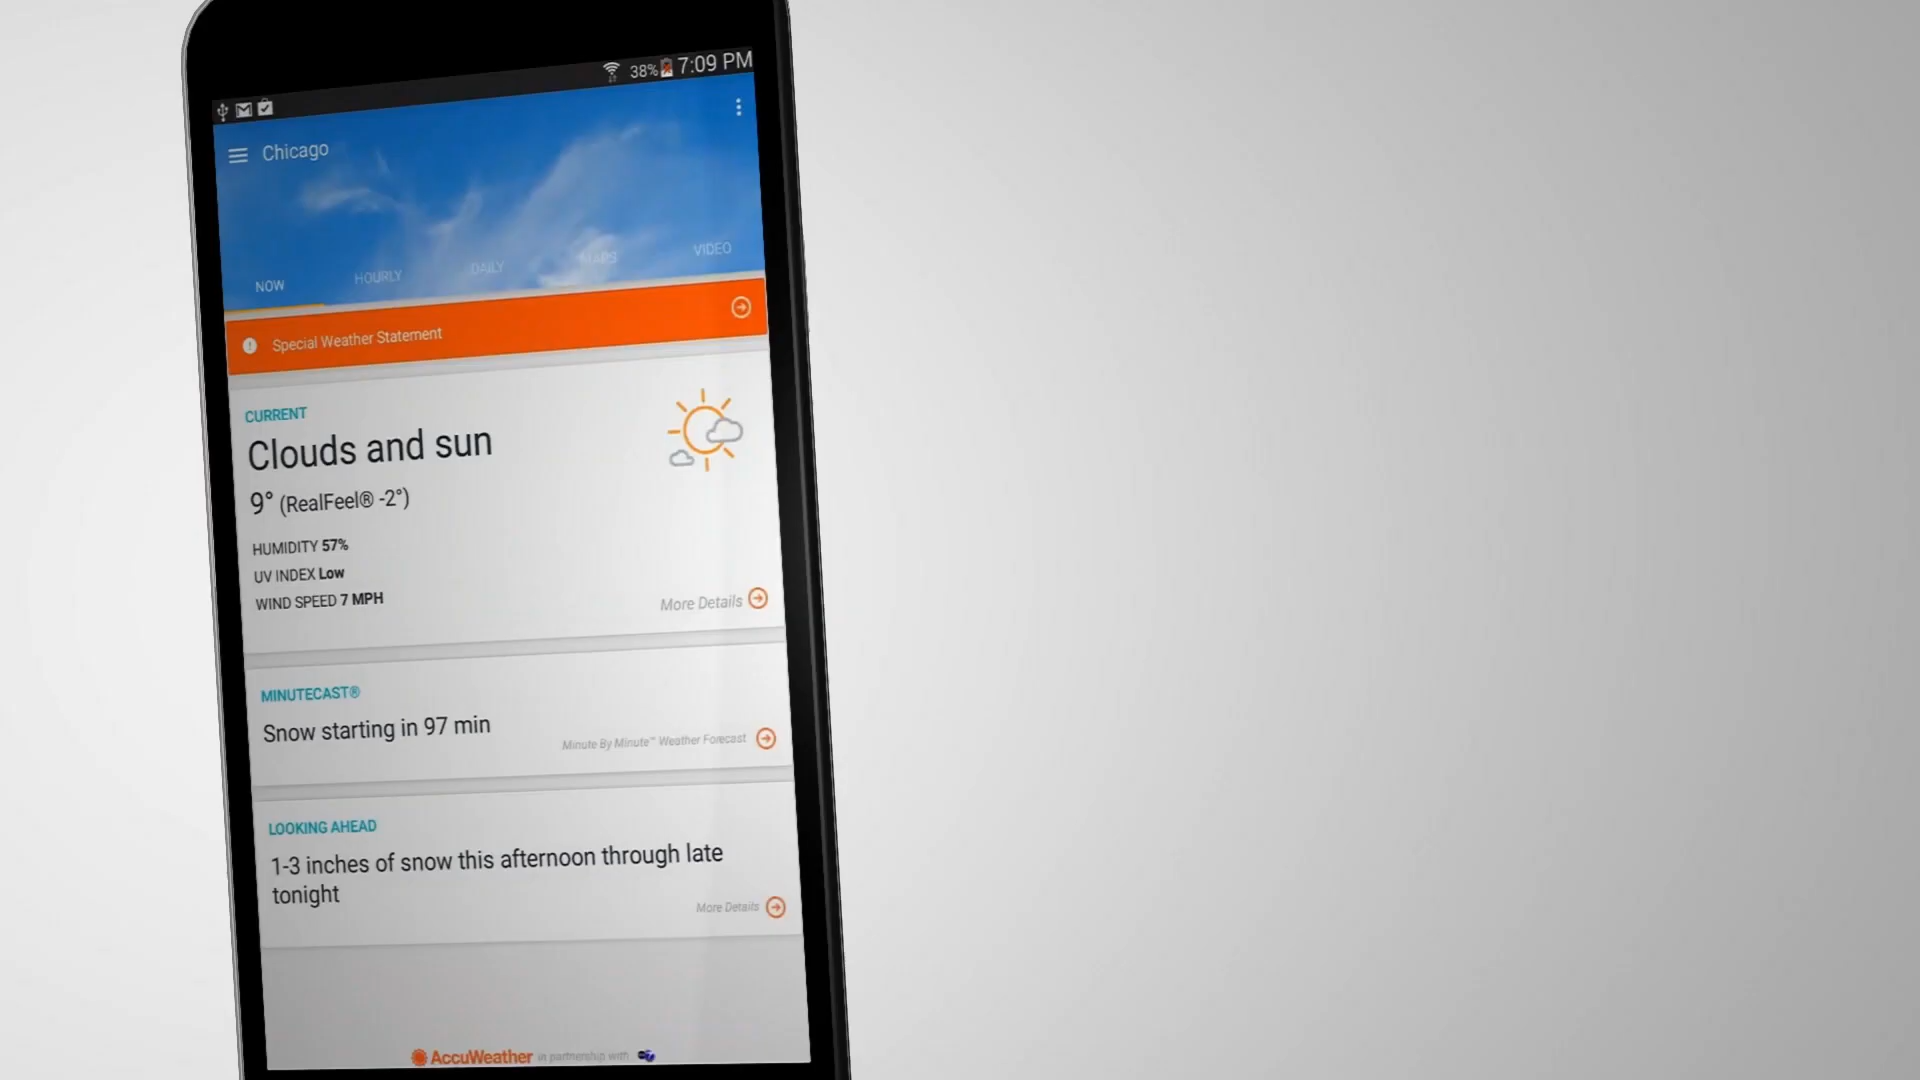 38% 7:09 PM
Chicago
NOW HOURLY DAILY MAPS VIDEO
Special Weather Statement
CURRENT
Clouds and sun
9° (RealFeel® -2°)
HUMIDITY 57%
UV INDEX Low
WIND SPEED 7 MPH
More Details
MINUTECAST®
Snow starting in 97 min
Minute By Minute™ Weather Forecast
LOOKING AHEAD
1-3 inches of snow this afternoon through late
tonight
More Details
AccuWeather in partnership with